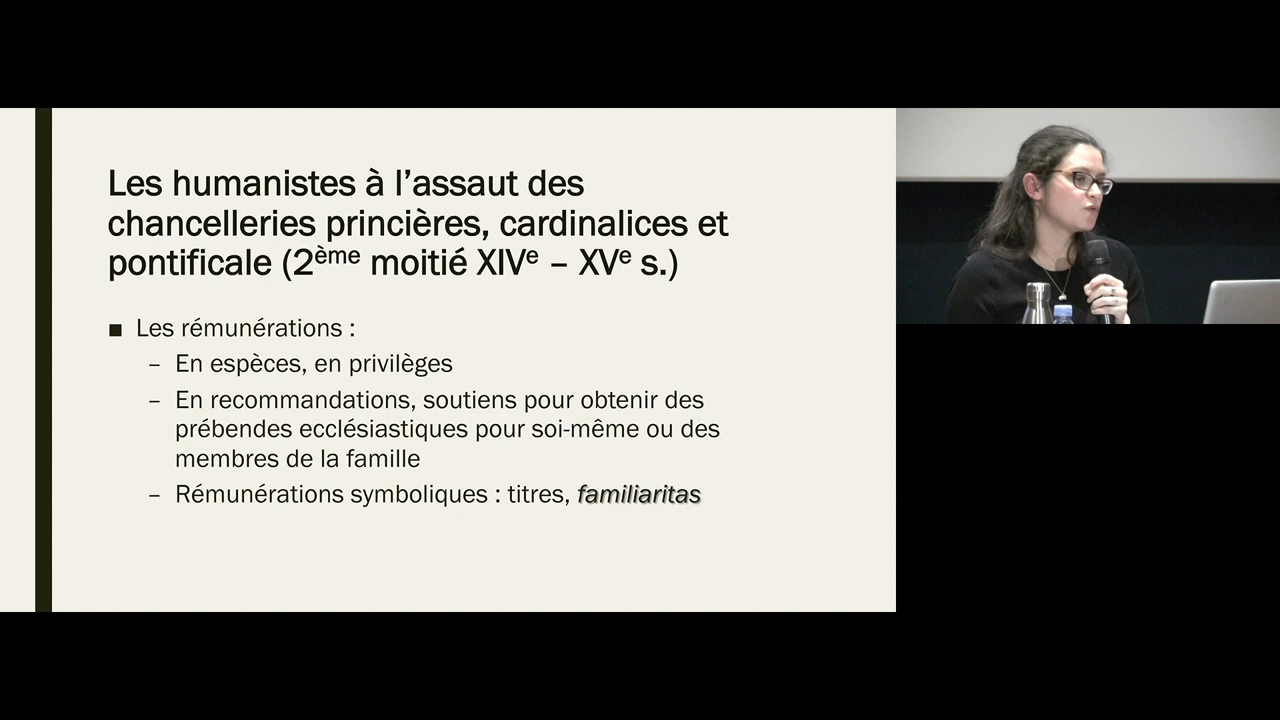 Les humanistes à l’assaut des
chancelleries princières, cardinalices et
pontificale (2ème moitié XIVe – XVe s.)
■ Les rémunérations :
– En espèces, en privilèges
– En recommandations, soutiens pour obtenir des
prébendes ecclésiastiques pour soi-même ou des
membres de la famille
– Rémunérations symboliques : titres, familiaritas